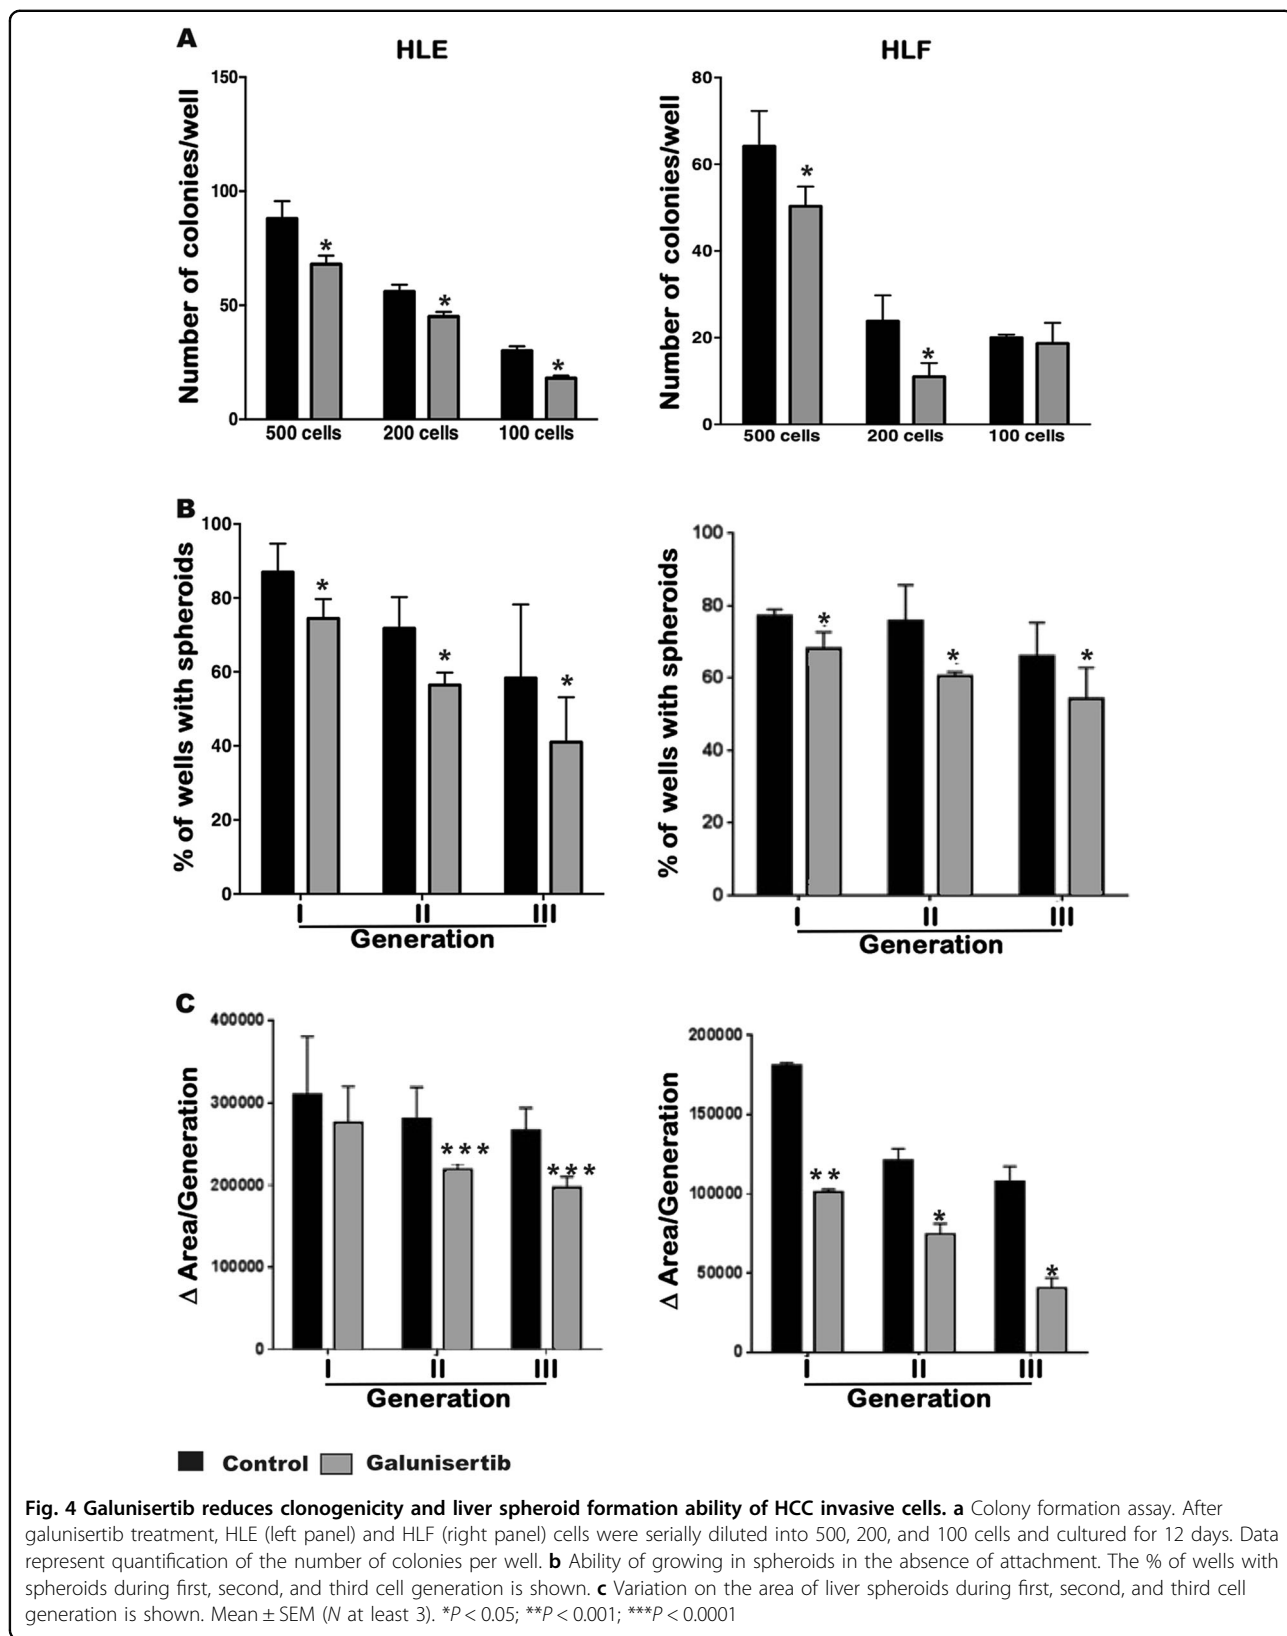 A
HLE
HLF
Number of colonies/well
150
100
50
0
*
*
*
500 cells 200 cells 100 cells
Number of colonies/well
80
60
40
20
0
*
*
500 cells 200 cells 100 cells
B
% of wells with spheroids
100
80
60
40
20
0
*
*
*
I II III
Generation
% of wells with spheroids
100
80
60
40
20
0
*
*
*
I II III
Generation
C
Δ Area/Generation
400000
300000
200000
100000
0
***
***
I II III
Generation
Δ Area/Generation
200000
150000
100000
50000
0
**
*
*
I II III
Generation
Control Galunisertib
Fig. 4 Galunisertib reduces clonogenicity and liver spheroid formation ability of HCC invasive cells. a Colony formation assay. After
galunisertib treatment, HLE (left panel) and HLF (right panel) cells were serially diluted into 500, 200, and 100 cells and cultured for 12 days. Data
represent quantification of the number of colonies per well. b Ability of growing in spheroids in the absence of attachment. The % of wells with
spheroids during first, second, and third cell generation is shown. c Variation on the area of liver spheroids during first, second, and third cell
generation is shown. Mean ± SEM (N at least 3). *P < 0.05; **P < 0.001; ***P < 0.0001